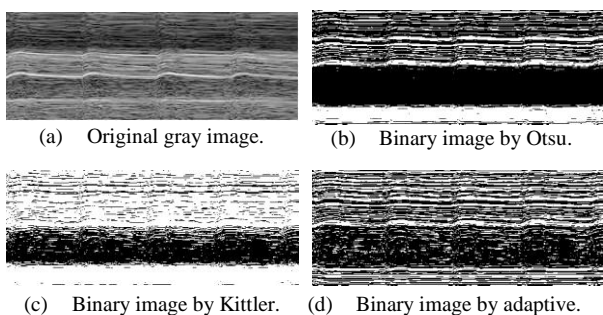 (a) Original gray image.
(b) Binary image by Otsu.
(c) Binary image by Kittler.
(d) Binary image by adaptive.